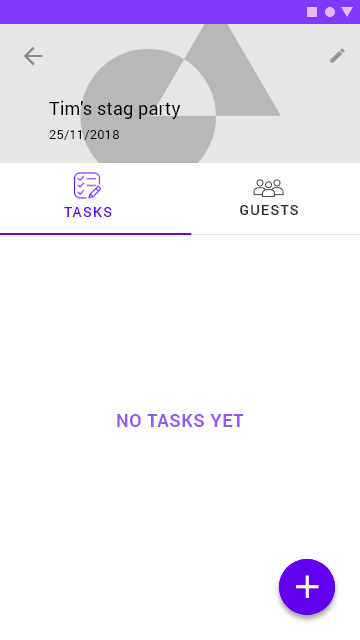 Tim's stag party
25/11/2018
TASKS
GUESTS
NO TASKS YET